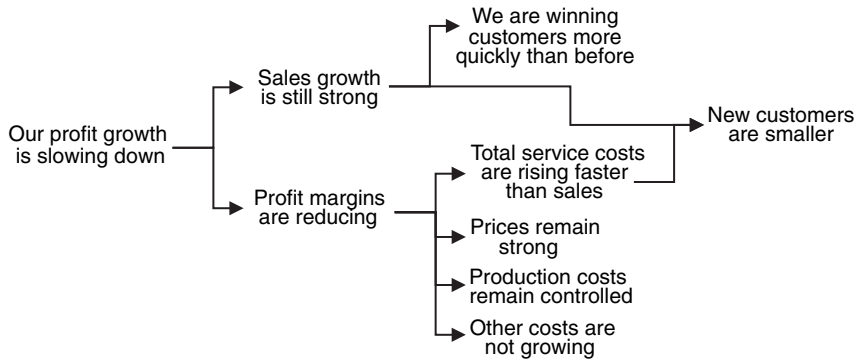 We are winning
customers more
quickly than before
Sales growth
is still strong
New customers
are smaller
Our profit growth
is slowing down
Total service costs
are rising faster
than sales
Profit margins
are reducing
Prices remain
strong
Production costs
remain controlled
Other costs are
not growing